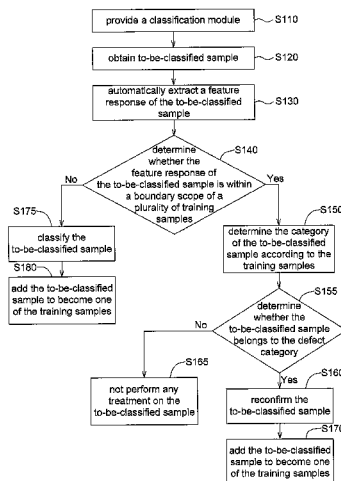 provide a classification module
S110
obtain to-be-classified sample
S120
automatically extract a feature
response of the to-be-classified
sample
S130
determine
whether the
feature response of
the to-be-classified sample is within
a boundary scope of a
plurality of training
samples
S140
No
Yes
S175
classify the
to-be-classified sample
S180
add the to-be-classified
sample to become one
of the training samples
S150
determine the category
of the to-be-classified
sample according to the
training samples
S155
determine
whether the
to-be-classified sample
belongs to the defect
category
No
Yes
S165
not perform any
treatment on the
to-be-classified sample
S160
reconfirm the
to-be-classified sample
S170
add the to-be-classified
sample to become one
of the training samples